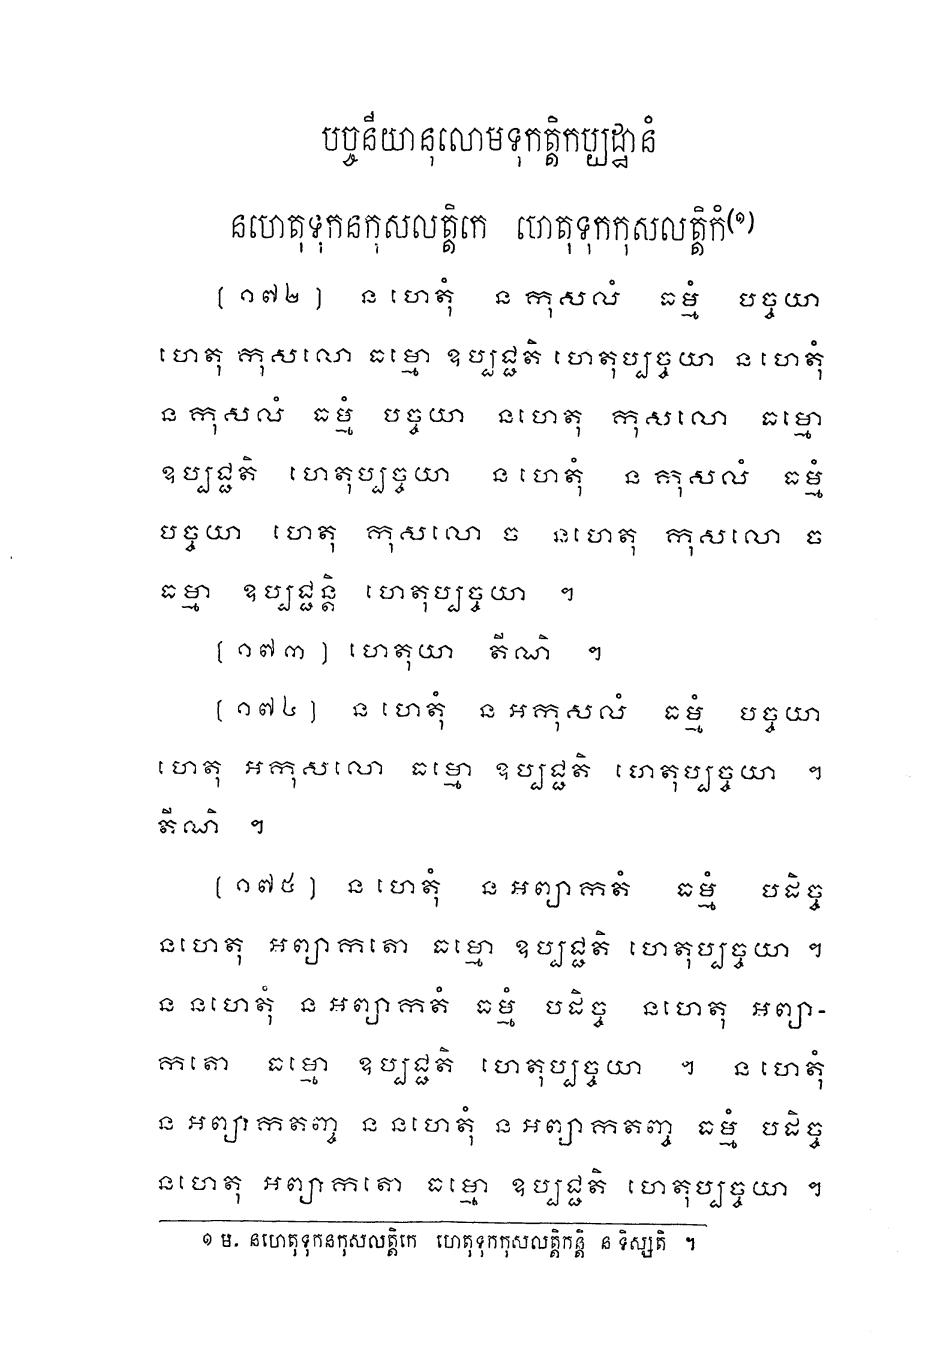 បច្ចនីយានុលោមទុកត្តិកប្បដ្ឋានំ
នហេតុទុកនកុសលត្តិកេ ហេតុទុកកុសលត្តិកំ(១)
[ ១៧២ ] ន ហេតុំ ន កុសលំ ធម្មំ បច្ចយា
ហេតុ កុសលោ ធម្មោ ឧប្បជ្ជតិ ហេតុប្បច្ចយា ន ហេតុំ
ន កុសលំ ធម្មំ បច្ចយា នហេតុ កុសលោ ធម្មោ
ឧប្បជ្ជតិ ហេតុប្បច្ចយា ន ហេតុំ ន កុសលំ ធម្មំ
បច្ចយា ហេតុ កុសលោ ច នហេតុ កុសលោ ច
ធម្មា ឧប្បជ្ជន្តិ ហេតុប្បច្ចយា ។
[ ១៧៣ ] ហេតុយា តីណិ ។
[ ១៧៤ ] ន ហេតុំ ន អកុសលំ ធម្មំ បច្ចយា
ហេតុ អកុសលោ ធម្មោ ឧប្បជ្ជតិ ហេតុប្បច្ចយា ។
តីណិ ។
[ ១៧៥ ] ន ហេតុំ ន អព្យាកតំ ធម្មំ បដិច្ច
នហេតុ អព្យាកតោ ធម្មោ ឧប្បជ្ជតិ ហេតុប្បច្ចយា ។
ន នហេតុំ ន អព្យាកតំ ធម្មំ បដិច្ច នហេតុ អព្យា-
កតោ ធម្មោ ឧប្បជ្ជតិ ហេតុប្បច្ចយា ។ ន ហេតុំ
ន អព្យាកតញ្ច ន នហេតុំ ន អព្យាកតញ្ច ធម្មំ បដិច្ច
នហេតុ អព្យាកតោ ធម្មោ ឧប្បជ្ជតិ ហេតុប្បច្ចយា ។
១ ម. នហេតុទុកនកុសលត្តិកេ ហេតុទុកកុសលត្តិកន្តិ ន ទិស្សតិ ។